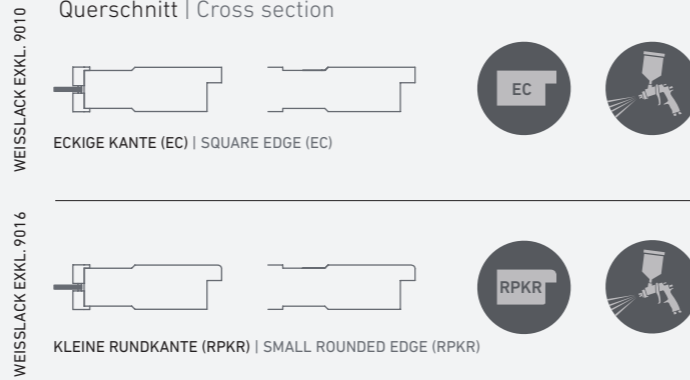 Querschnitt | Cross section
WEISSLACK EXKL. 9010
EC
ECKIGE KANTE (EC) | SQUARE EDGE (EC)
WEISSLACK EXKL. 9016
RPKR
KLEINE RUNDKANTE (RPKR) | SMALL ROUNDED EDGE (RPKR)